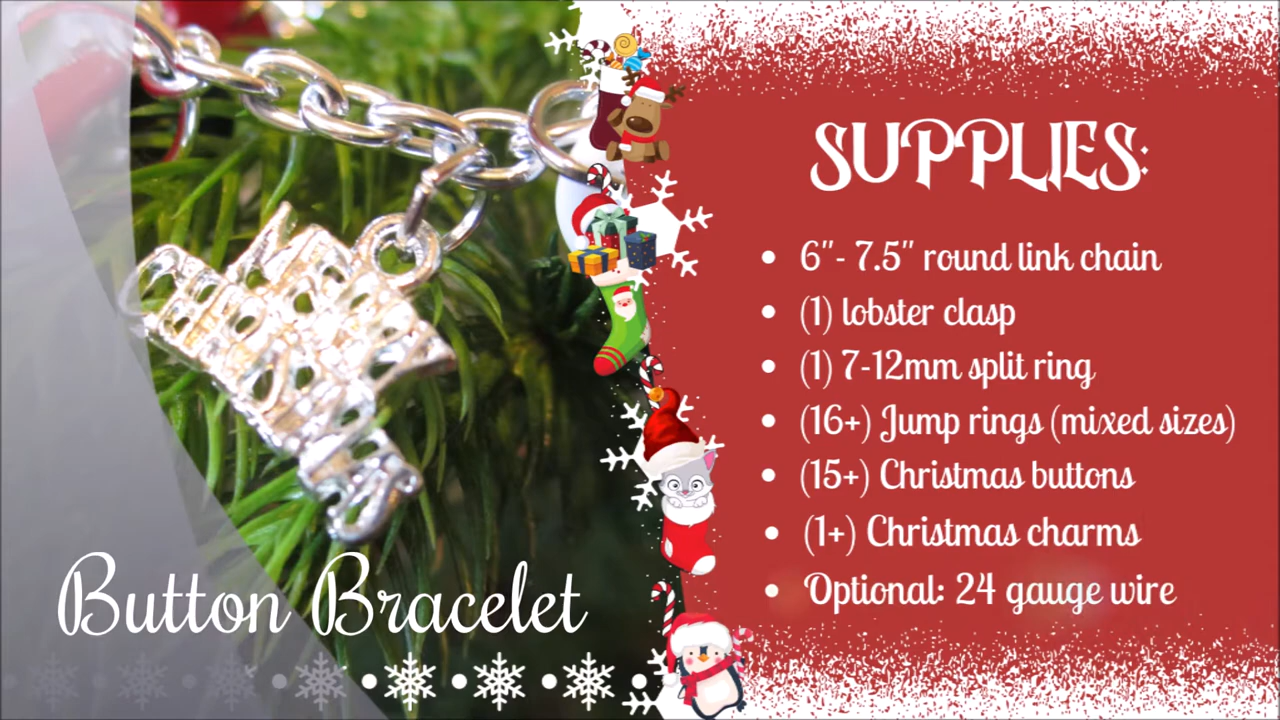 SUPPLIES:
6"- 7.5" round link chain
(1) lobster clasp
(1) 7-12mm split ring
(16+) Jump rings (mixed sizes)
(15+) Christmas buttons
(1+) Christmas charms
Optional: 24 gauge wire
Button Bracelet